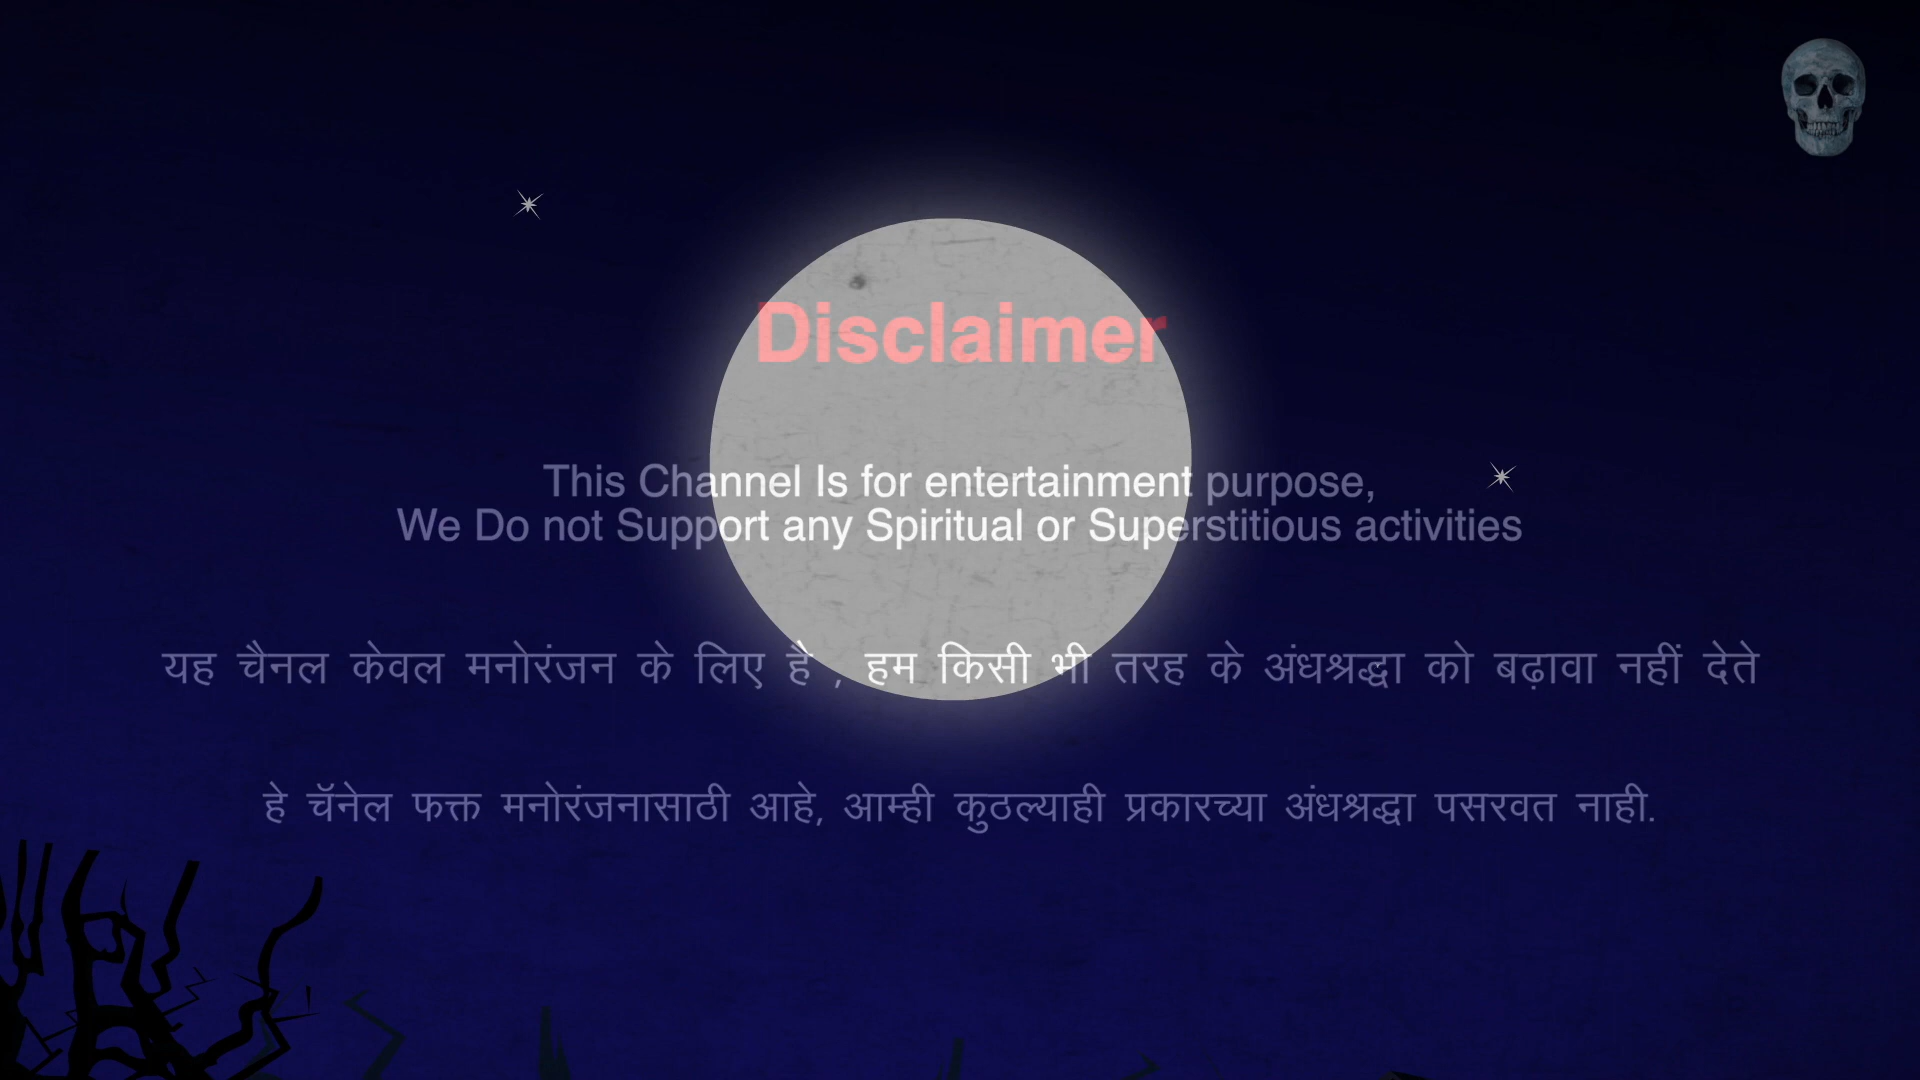 Disclaimer
This Channel Is for entertainment purpose,
We Do not Support any Spiritual or Superstitious activities
यह चैनल केवल मनोरंजन के लिए है , हम किसी भी तरह के अंधश्रद्धा को बढ़ावा नहीं देते
हे चॅनेल फक्त मनोरंजनासाठी आहे, आम्ही कुठल्याही प्रकारच्या अंधश्रद्धा पसरवत नाही.